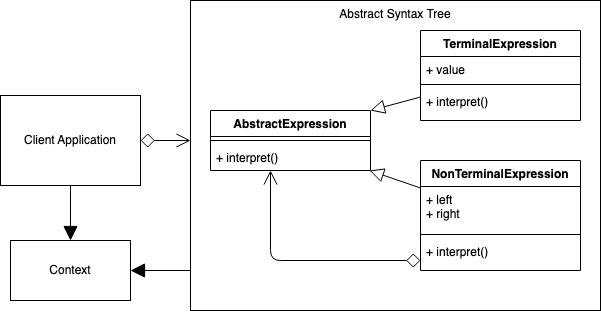 Abstract Syntax Tree
TerminalExpression
+ value
+ interpret()
Client Application
AbstractExpression
+ interpret()
NonTerminalExpression
+ left
+ right
+ interpret()
Context